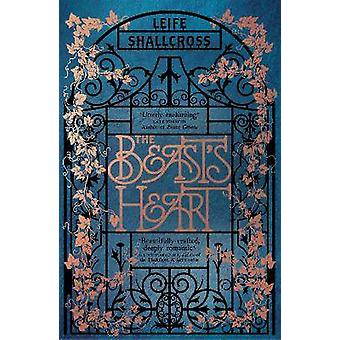 LEIFE
SHALLCROSS
"Utterly enchanting"
THE
BEAST'S
HEART
"Beautifully crafted,
deeply romantic"